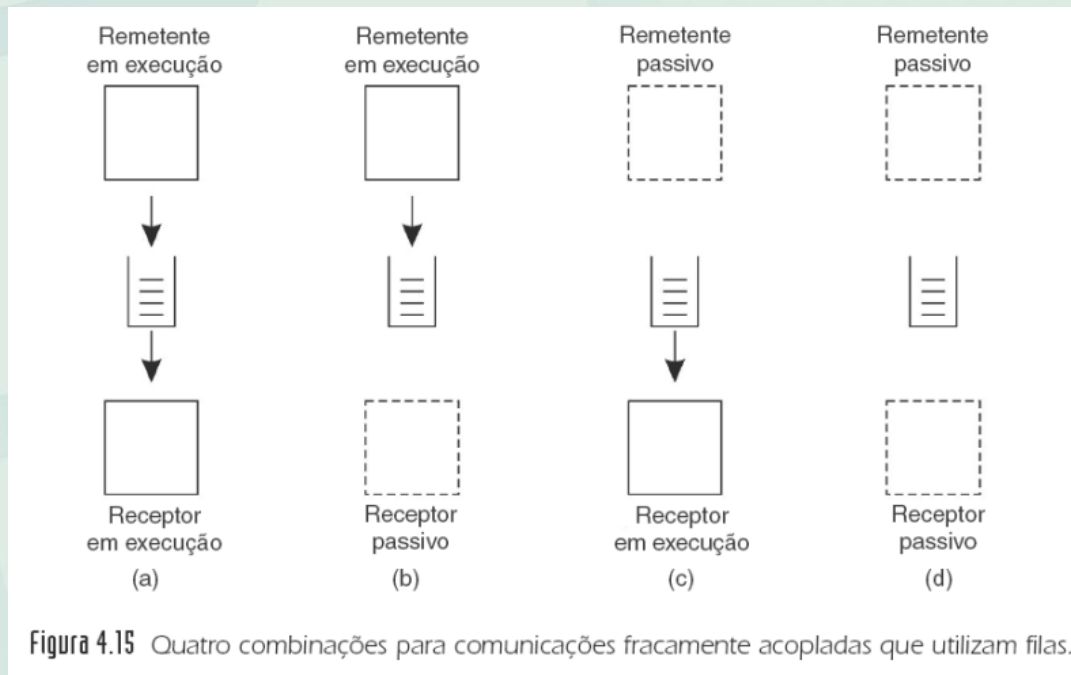 Remetente
em execução
Remetente
em execução
Remetente
passivo
Remetente
passivo
Receptor
em execução
(a)
Receptor
passivo
(b)
Receptor
em execução
(c)
Receptor
passivo
(d)
Figura 4.15 Quatro combinações para comunicações fracamente acopladas que utilizam filas.